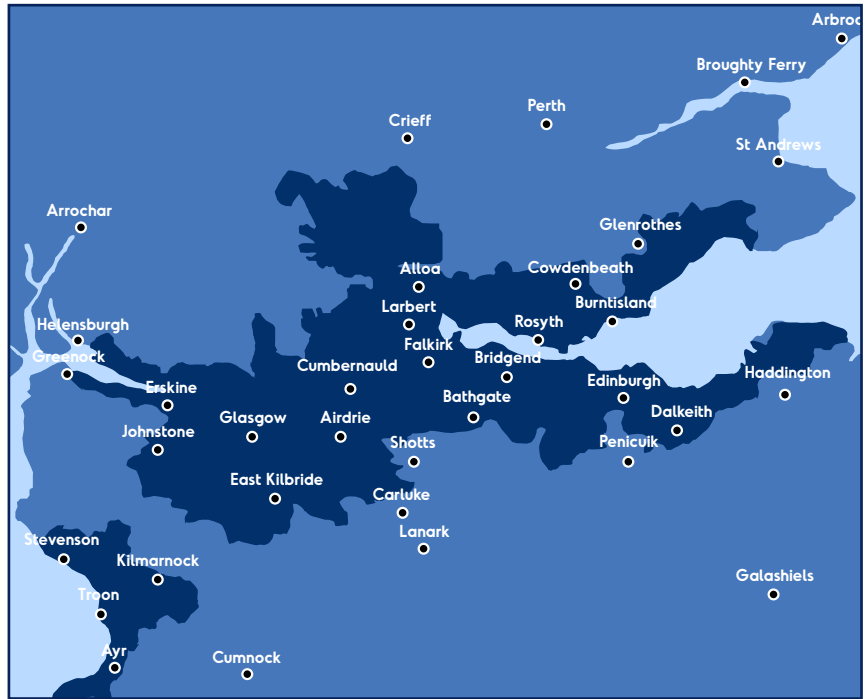 Arbroa
Broughty Ferry
Perth
Crieff
St Andrews
Arrochar
Glenrothes
Alloa
Cowdenbeath
Larbert
Burntisland
Helensburgh
Rosyth
Falkirk
Greenock
Bridgend
Cumbernauld
Haddington
Erskine
Edinburgh
Bathgate
Glasgow
Airdrie
Dalkeith
Johnstone
Shotts
Penicuik
East Kilbride
Carluke
Lanark
Stevenson
Kilmarnock
Galashiels
Troon
Ayr
Cumnock